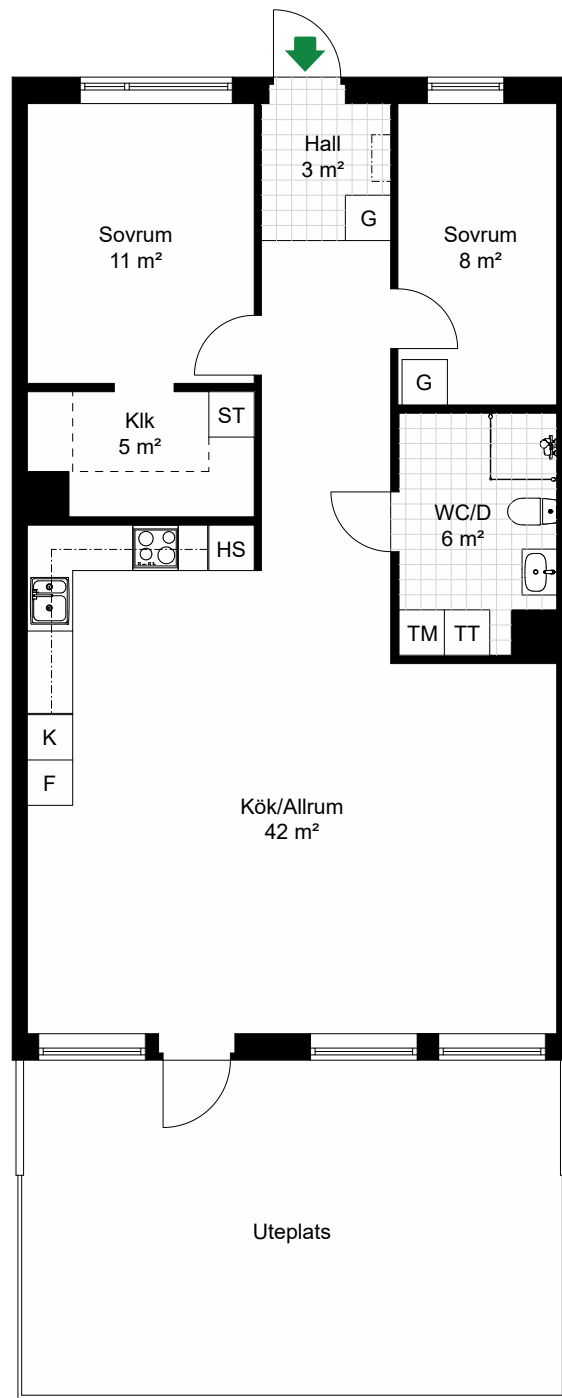 Hall
3 m²
G
Sovrum
11 m²
Sovrum
8 m²
G
Klk
5 m²
ST
WC/D
6 m²
HS
TM
TT
K
F
Kök/Allrum
42 m²
Uteplats